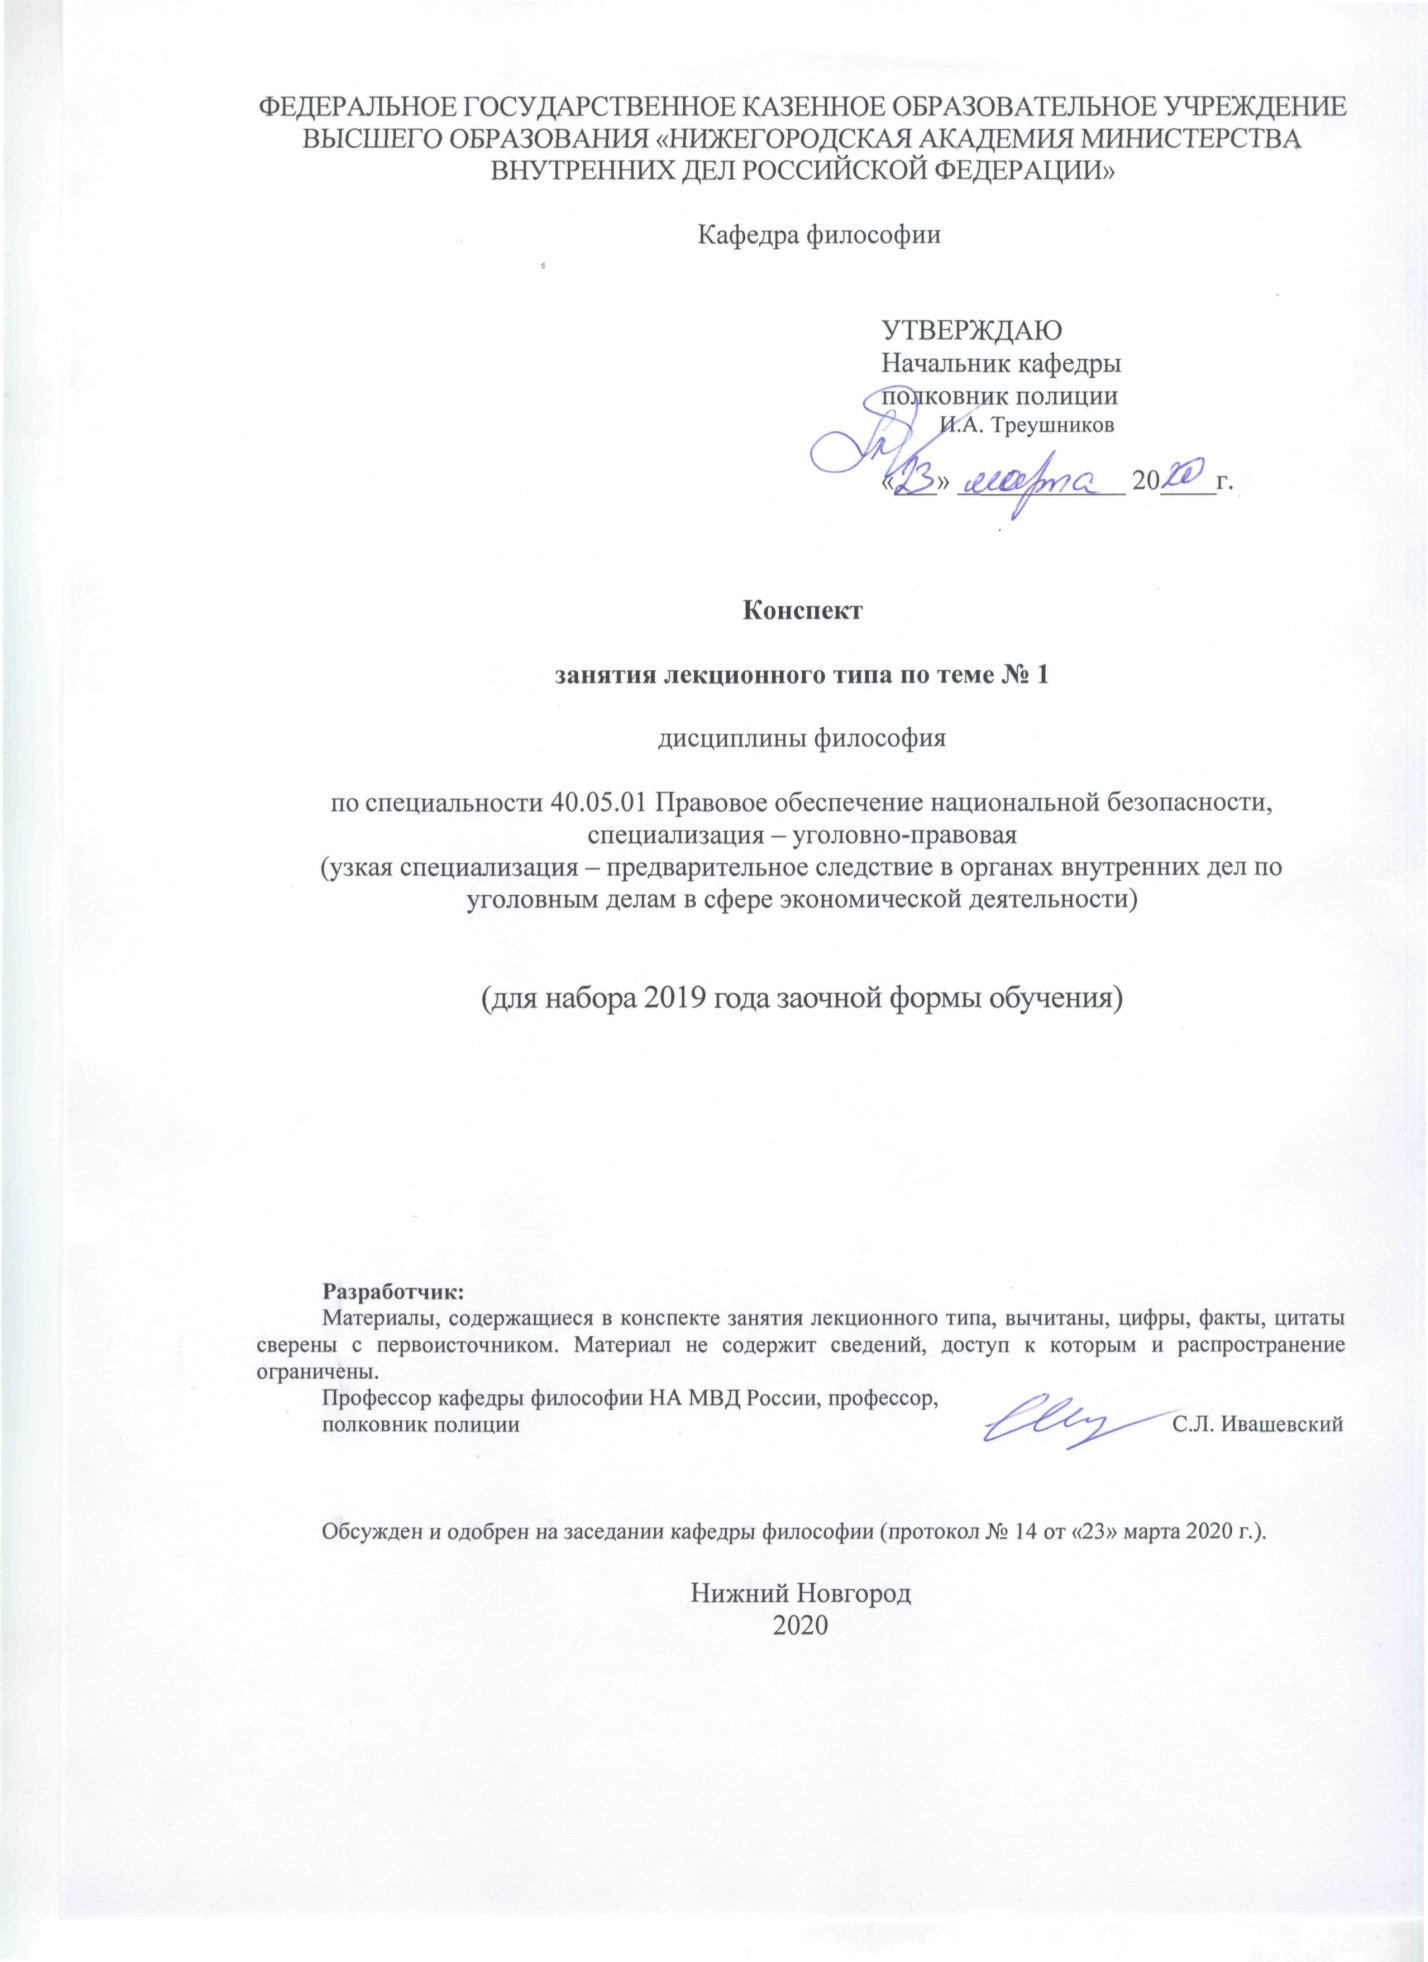 ФЕДЕРАЛЬНОЕ ГОСУДАРСТВЕННОЕ КАЗЕННОЕ ОБРАЗОВАТЕЛЬНОЕ УЧРЕЖДЕНИЕ
ВЫСШЕГО ОБРАЗОВАНИЯ «НИЖЕГОРОДСКАЯ АКАДЕМИЯ МИНИСТЕРСТВА
ВНУТРЕННИХ ДЕЛ РОССИЙСКОЙ ФЕДЕРАЦИИ»
Кафедра философии
УТВЕРЖДАЮ
Начальник кафедры
полковник полиции
И.А. Треушников
«23» марта 2020 г.
Конспект
занятия лекционного типа по теме № 1
дисциплины философия
по специальности 40.05.01 Правовое обеспечение национальной безопасности,
специализация – уголовно-правовая
(узкая специализация – предварительное следствие в органах внутренних дел по
уголовным делам в сфере экономической деятельности)
(для набора 2019 года заочной формы обучения)
Разработчик:
Материалы, содержащиеся в конспекте занятия лекционного типа, вычитаны, цифры, факты, цитаты
сверены с первоисточником. Материал не содержит сведений, доступ к которым и распространение
ограничены.
Профессор кафедры философии НА МВД России, профессор,
полковник полиции С.Л. Ивашевский
Обсужден и одобрен на заседании кафедры философии (протокол № 14 от «23» марта 2020 г.).
Нижний Новгород
2020